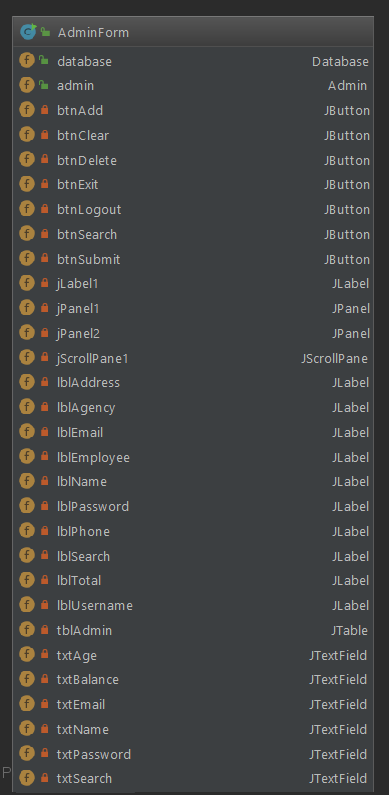 AdminForm
database Database
admin Admin
btnAdd JButton
btnClear JButton
btnDelete JButton
btnExit JButton
btnLogout JButton
btnSearch JButton
btnSubmit JButton
jLabel1 JLabel
jPanel1 JPanel
jPanel2 JPanel
jScrollPane1 JScrollPane
lblAddress JLabel
lblAgency JLabel
lblEmail JLabel
lblEmployee JLabel
lblName JLabel
lblPassword JLabel
lblPhone JLabel
lblSearch JLabel
lblTotal JLabel
lblUsername JLabel
tblAdmin JTable
txtAge JTextField
txtBalance JTextField
txtEmail JTextField
txtName JTextField
txtPassword JTextField
P
txtSearch JTextField